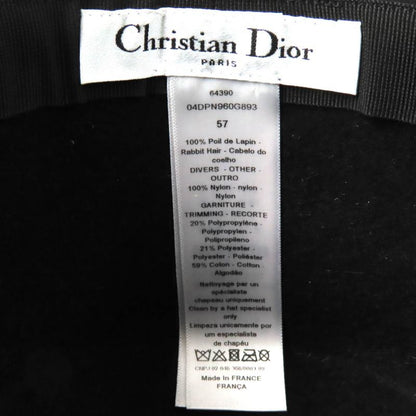 Christian Dior
PARIS
64390
04DPN960G893
57
100% Poil de Lapin -
Rabbit Hair - Cabelo do
coelho
DIVERS - OTHER -
OUTRO
100% Nylon - nylon -
Nylon
GARNITURE -
TRIMMING - RECORTE
20% Polypropylène -
Polypropylen -
Polipropileno
21% Polyester -
Polyester - Poliéster
59% Coton - Cotton
Algodão
Nettoyage par un
spécialiste
chapeau uniquement
Clean by a hat specialist
only
Limpeza unicamente por
um especialista
de chapéu
CNPJ
Made in FRANCE
FRANÇA